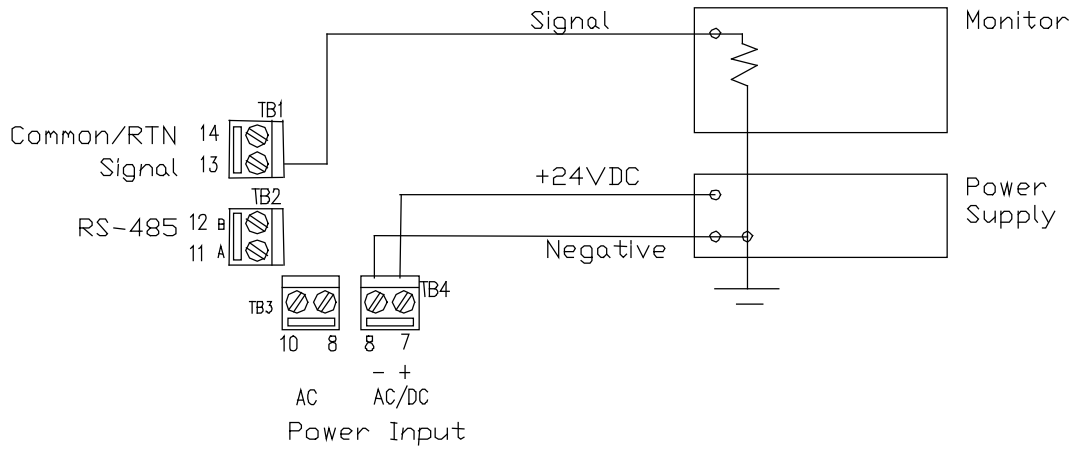 Signal
Monitor
TB1
Common/RTN 14
Signal 13
+24VDC
Power
Supply
TB2
RS-485 12 B
11 A
Negative
TB3
TB4
10 8 8 7
- +
AC AC/DC
Power Input